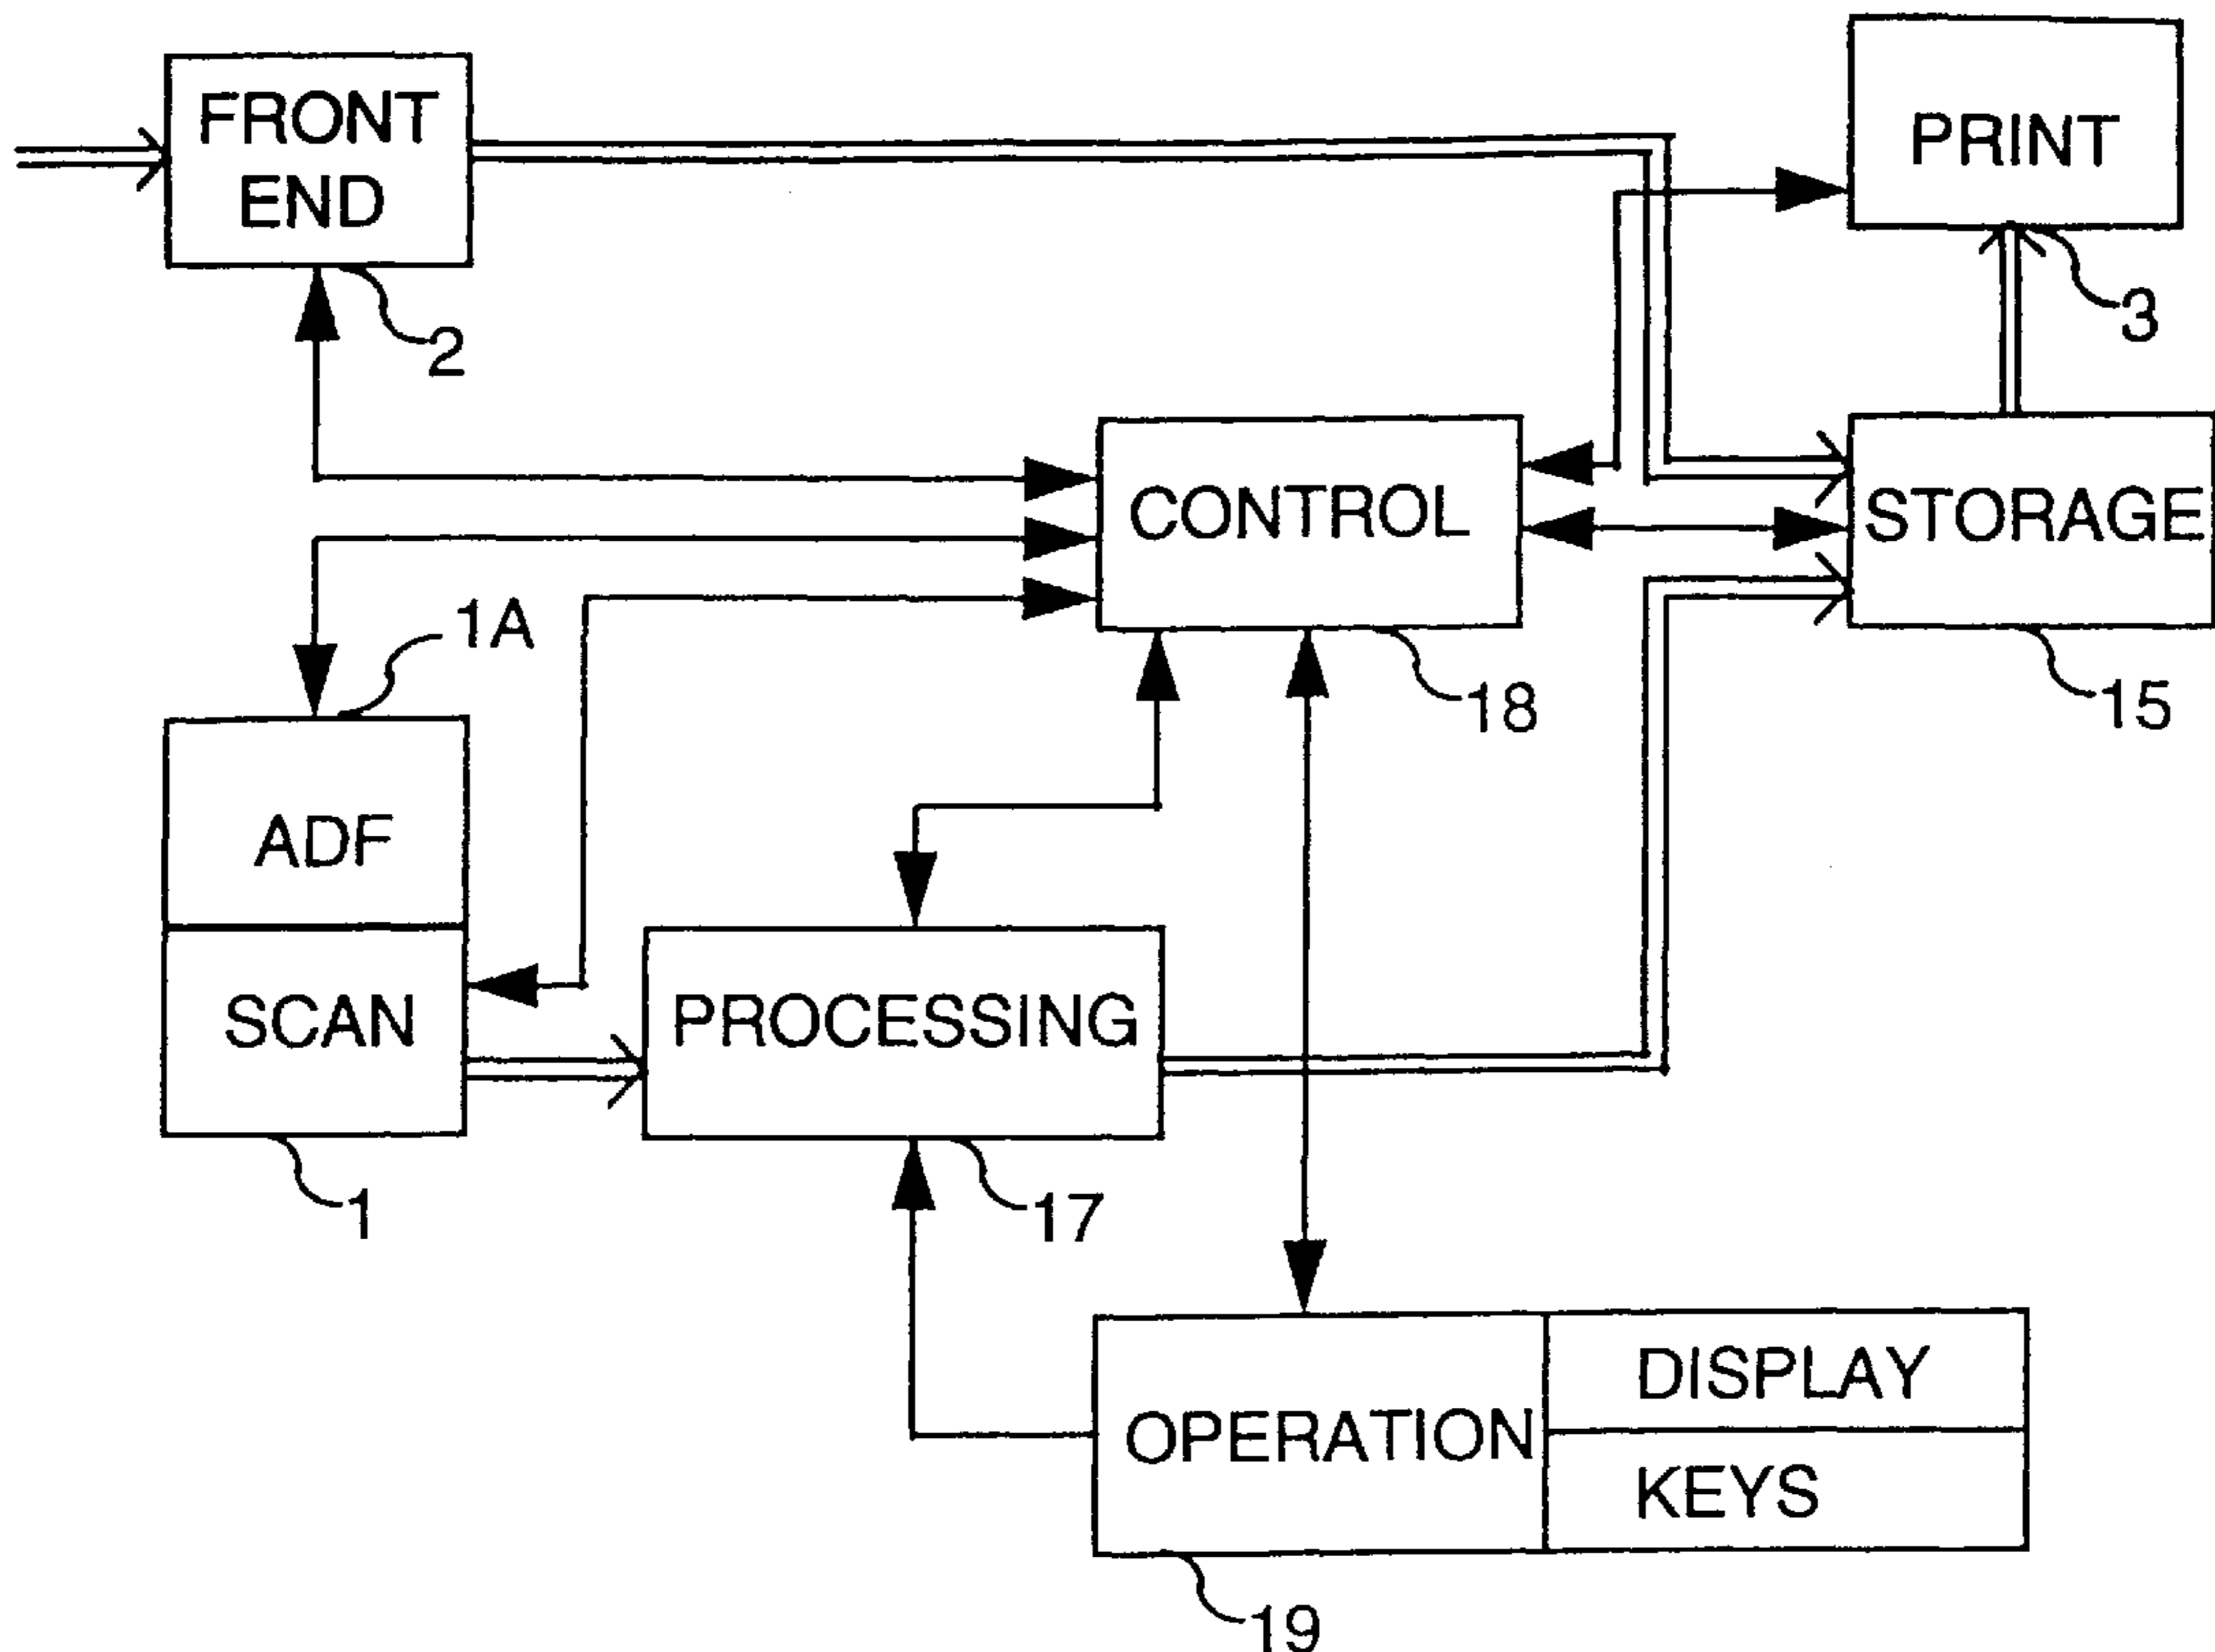 FRONT
END
2
PRINT
3
CONTROL
18
STORAGE
15
1A
ADF
SCAN
1
PROCESSING
17
OPERATION
DISPLAY
KEYS
19